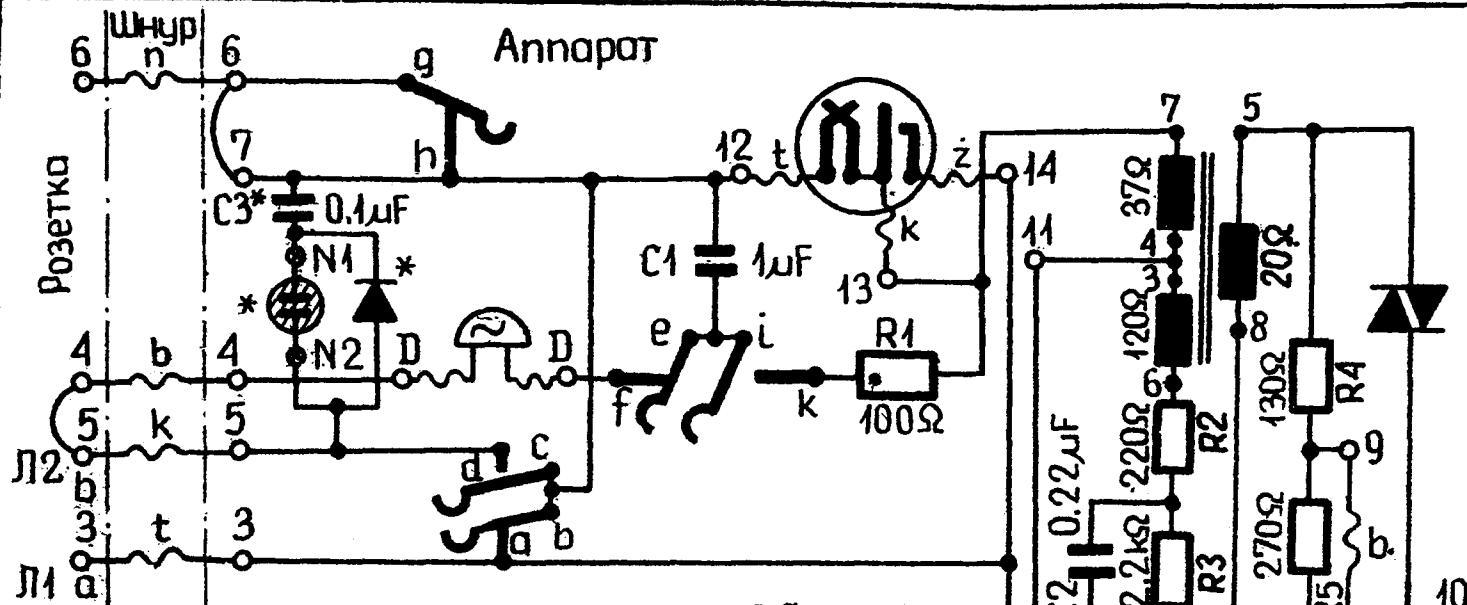 Шнур
Аппарат
6 n 6 g
7 h 12 t ż 14 7 5
Розетка
C3* 0.1µF k 37Ω
N1 * C1 1µF 13 11 4 20Ω
* 3
N2 e i R1 120Ω 8
4 b 4 D D f k 100Ω 6 130Ω R4
5 k 5 d c 220Ω R2 9
Л2 b 0.22µF
3 t 3 a b 270Ω b
Л1 a 2.2kΩ R3 10